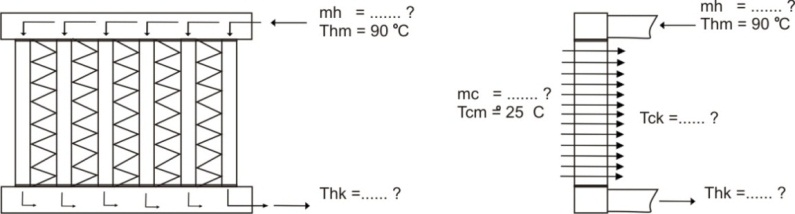 mh = ....... ?
Thm = 90 °C
Thk =...... ?
mh = ....... ?
Thm = 90 °C
mc = ....... ?
Tcm = 25 °C
Tck =...... ?
Thk =...... ?